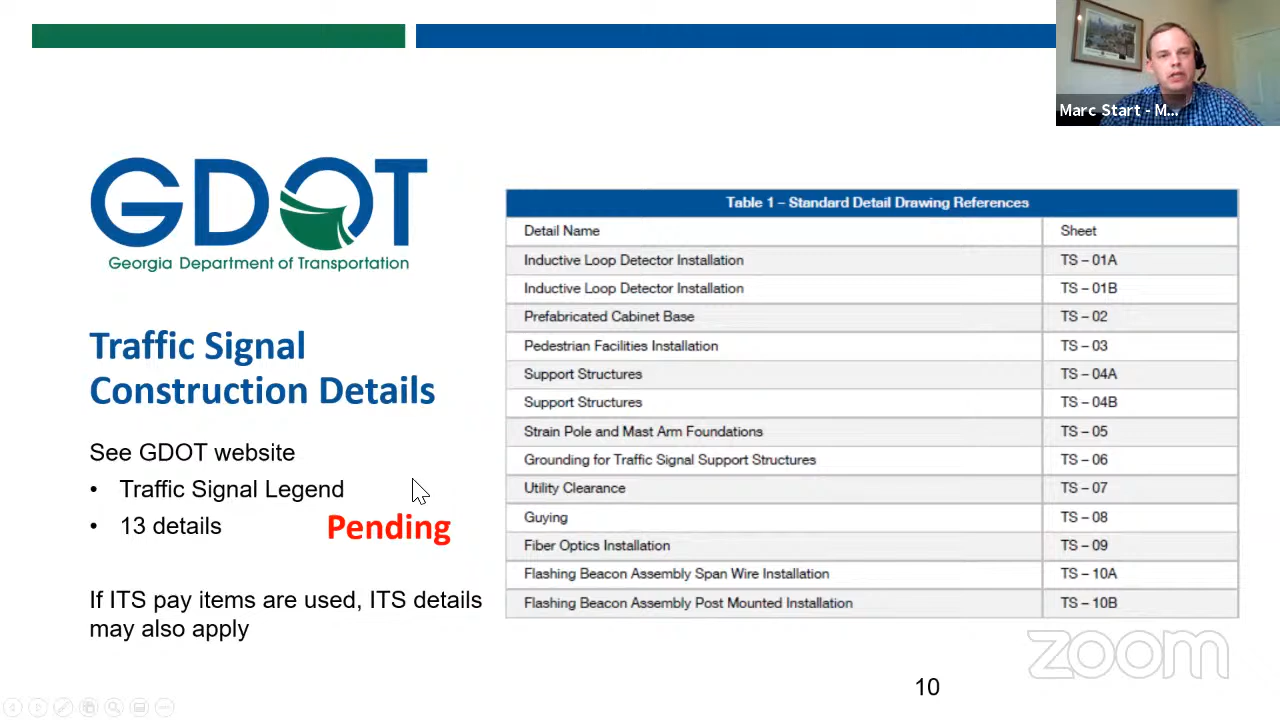 Marc Start - M...
GDOT
Georgia Department of Transportation
Traffic Signal
Construction Details
See GDOT website
• Traffic Signal Legend
• 13 details
Pending
If ITS pay items are used, ITS details
may also apply
Table 1 – Standard Detail Drawing References
Detail Name Sheet
Inductive Loop Detector Installation TS – 01A
Inductive Loop Detector Installation TS – 01B
Prefabricated Cabinet Base TS – 02
Pedestrian Facilities Installation TS – 03
Support Structures TS – 04A
Support Structures TS – 04B
Strain Pole and Mast Arm Foundations TS – 05
Grounding for Traffic Signal Support Structures TS – 06
Utility Clearance TS – 07
Guying TS – 08
Fiber Optics Installation TS – 09
Flashing Beacon Assembly Span Wire Installation TS – 10A
Flashing Beacon Assembly Post Mounted Installation TS – 10B
zoom
10